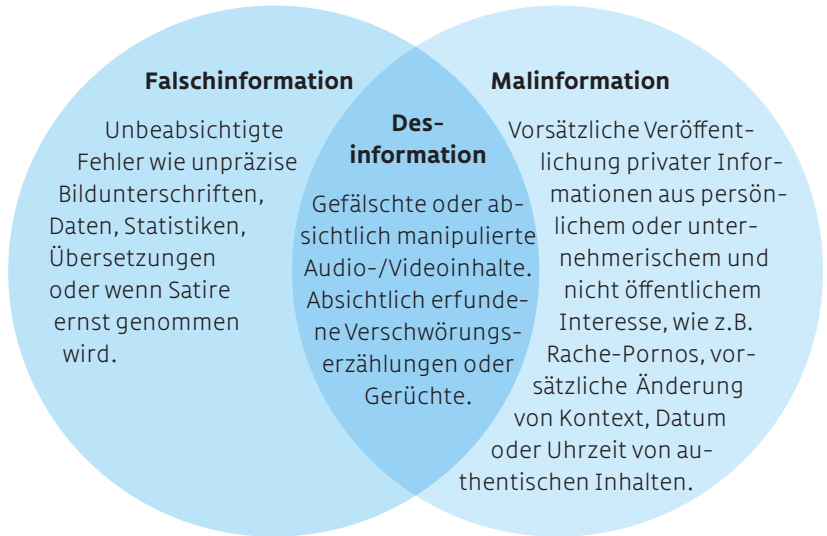 Falschinformation
Unbeabsichtigte
Fehler wie unpräzise
Bildunterschriften,
Daten, Statistiken,
Übersetzungen
oder wenn Satire
ernst genommen
wird.
Des-
information
Gefälschte oder ab-
sichtlich manipulierte
Audio-/Videoinhalte.
Absichtlich erfunde-
ne Verschwörungs-
erzählungen oder
Gerüchte.
Malinformation
Vorsätzliche Veröffent-
lichung privater Infor-
mationen aus persön-
lichem oder unter-
nehmerischem und
nicht öffentlichem
Interesse, wie z.B.
Rache-Pornos, vor-
sätzliche Änderung
von Kontext, Datum
oder Uhrzeit von au-
thentischen Inhalten.